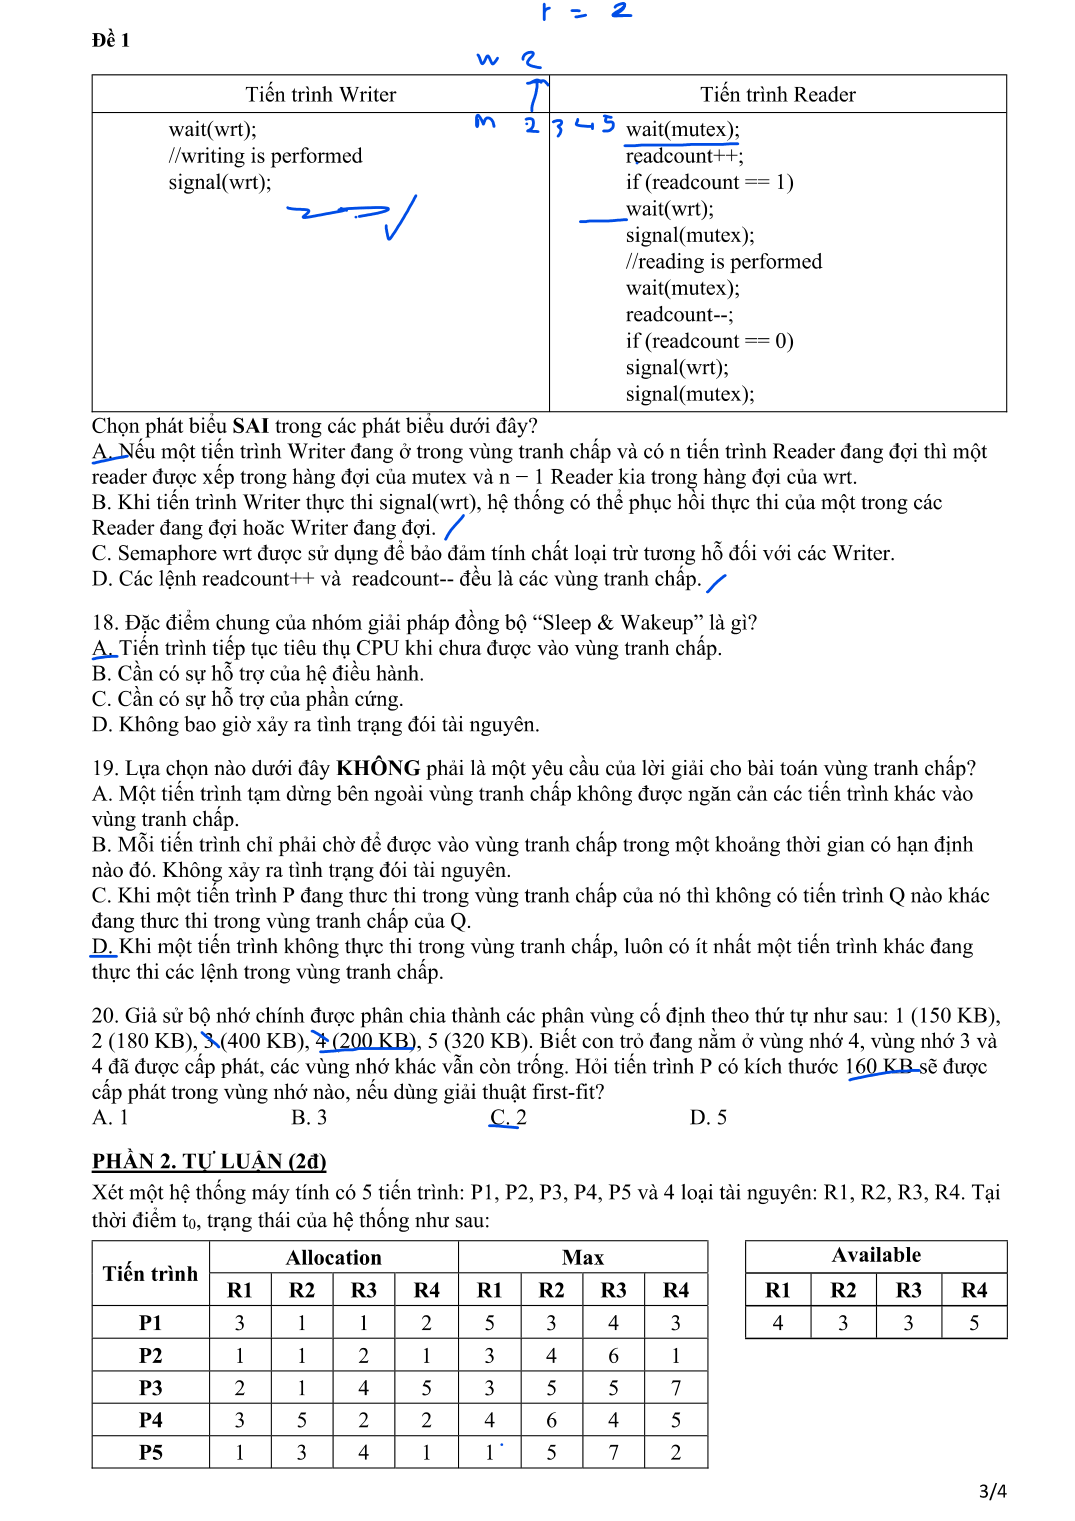 r = 2
Đề 1
w 2
Tiến trình Writer Tiến trình Reader
m 2 3 4 5
wait(wrt);
//writing is performed
signal(wrt);
wait(mutex);
readcount++;
if (readcount == 1)
wait(wrt);
signal(mutex);
//reading is performed
wait(mutex);
readcount--;
if (readcount == 0)
signal(wrt);
signal(mutex);
Chọn phát biểu SAI trong các phát biểu dưới đây?
A. Nếu một tiến trình Writer đang ở trong vùng tranh chấp và có n tiến trình Reader đang đợi thì một
reader được xếp trong hàng đợi của mutex và n − 1 Reader kia trong hàng đợi của wrt.
B. Khi tiến trình Writer thực thi signal(wrt), hệ thống có thể phục hồi thực thi của một trong các
Reader đang đợi hoăc Writer đang đợi.
C. Semaphore wrt được sử dụng để bảo đảm tính chất loại trừ tương hỗ đối với các Writer.
D. Các lệnh readcount++ và readcount-- đều là các vùng tranh chấp.
18. Đặc điểm chung của nhóm giải pháp đồng bộ “Sleep & Wakeup” là gì?
A. Tiến trình tiếp tục tiêu thụ CPU khi chưa được vào vùng tranh chấp.
B. Cần có sự hỗ trợ của hệ điều hành.
C. Cần có sự hỗ trợ của phần cứng.
D. Không bao giờ xảy ra tình trạng đói tài nguyên.
19. Lựa chọn nào dưới đây KHÔNG phải là một yêu cầu của lời giải cho bài toán vùng tranh chấp?
A. Một tiến trình tạm dừng bên ngoài vùng tranh chấp không được ngăn cản các tiến trình khác vào
vùng tranh chấp.
B. Mỗi tiến trình chỉ phải chờ để được vào vùng tranh chấp trong một khoảng thời gian có hạn định
nào đó. Không xảy ra tình trạng đói tài nguyên.
C. Khi một tiến trình P đang thưc thi trong vùng tranh chấp của nó thì không có tiến trình Q nào khác
đang thưc thi trong vùng tranh chấp của Q.
D. Khi một tiến trình không thực thi trong vùng tranh chấp, luôn có ít nhất một tiến trình khác đang
thực thi các lệnh trong vùng tranh chấp.
20. Giả sử bộ nhớ chính được phân chia thành các phân vùng cố định theo thứ tự như sau: 1 (150 KB),
2 (180 KB), 3 (400 KB), 4 (200 KB), 5 (320 KB). Biết con trỏ đang nằm ở vùng nhớ 4, vùng nhớ 3 và
4 đã được cấp phát, các vùng nhớ khác vẫn còn trống. Hỏi tiến trình P có kích thước 160 KB sẽ được
cấp phát trong vùng nhớ nào, nếu dùng giải thuật first-fit?
A. 1 B. 3 C. 2 D. 5
PHẦN 2. TỰ LUẬN (2đ)
Xét một hệ thống máy tính có 5 tiến trình: P1, P2, P3, P4, P5 và 4 loại tài nguyên: R1, R2, R3, R4. Tại
thời điểm t0, trạng thái của hệ thống như sau:
Tiến trình Allocation Max Available
R1 R2 R3 R4 R1 R2 R3 R4 R1 R2 R3 R4
P1 3 1 1 2 5 3 4 3 4 3 3 5
P2 1 1 2 1 3 4 6 1
P3 2 1 4 5 3 5 5 7
P4 3 5 2 2 4 6 4 5
P5 1 3 4 1 1 5 7 2
3/4